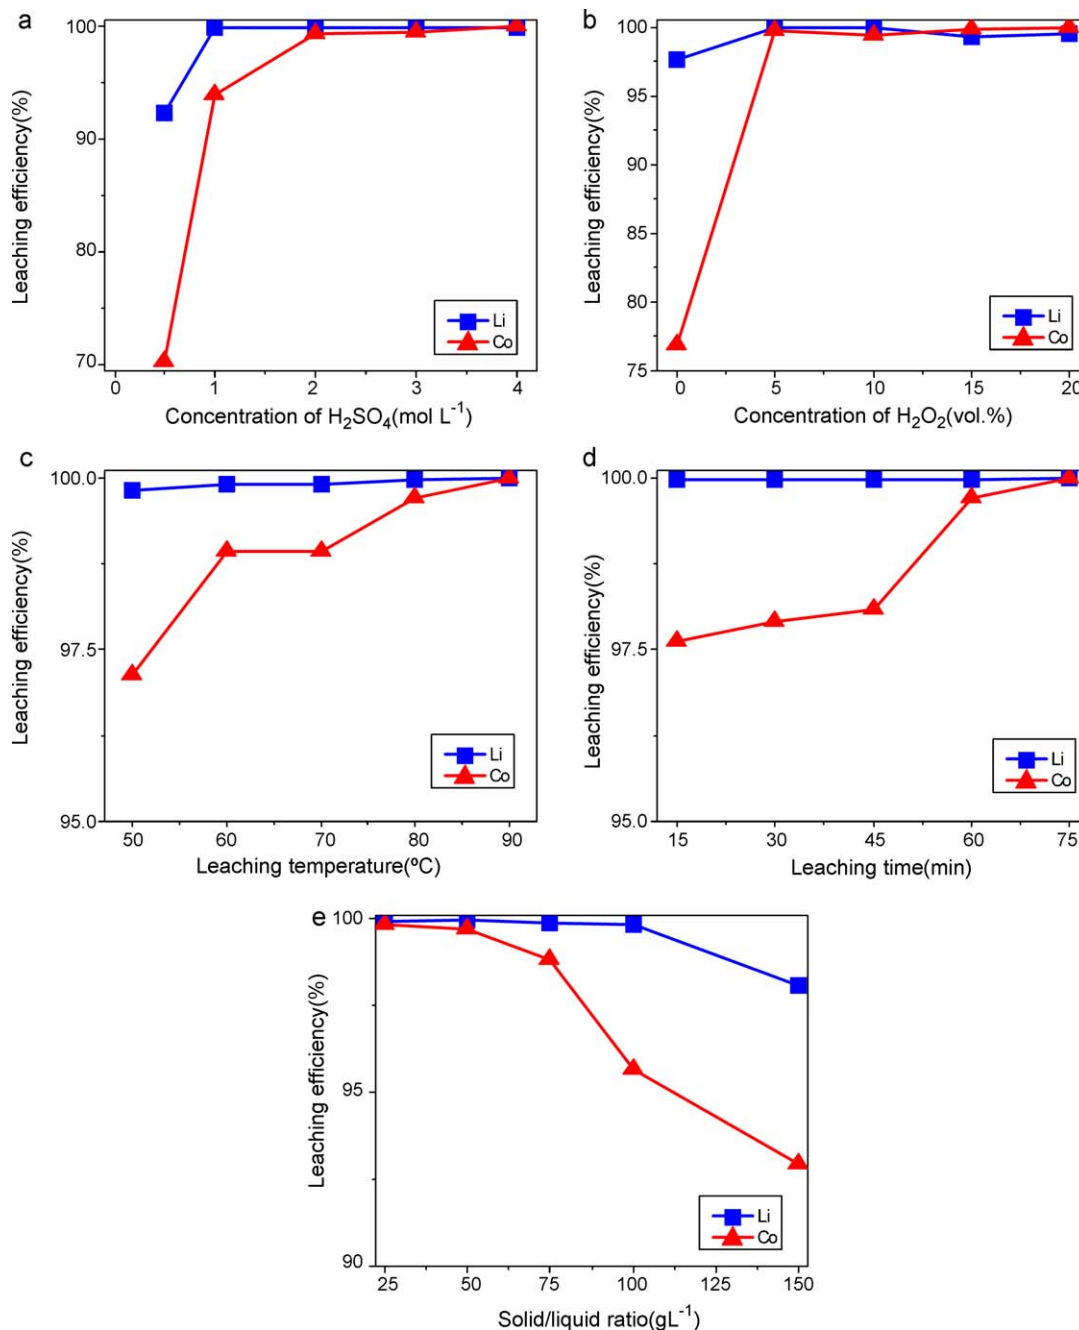 a
100
90
80
70
Leaching efficiency(%)
Li
Co
0 1 2 3 4
Concentration of H₂SO₄(mol L⁻¹)
b
100
95
90
85
80
75
Leaching efficiency(%)
Li
Co
0 5 10 15 20
Concentration of H₂O₂(vol.%)
c
100.0
97.5
95.0
Leaching efficiency(%)
Li
Co
50 60 70 80 90
Leaching temperature(ºC)
d
100.0
97.5
95.0
Leaching efficiency(%)
Li
Co
15 30 45 60 75
Leaching time(min)
e
100
95
90
Leaching efficiency(%)
Li
Co
25 50 75 100 125 150
Solid/liquid ratio(gL⁻¹)